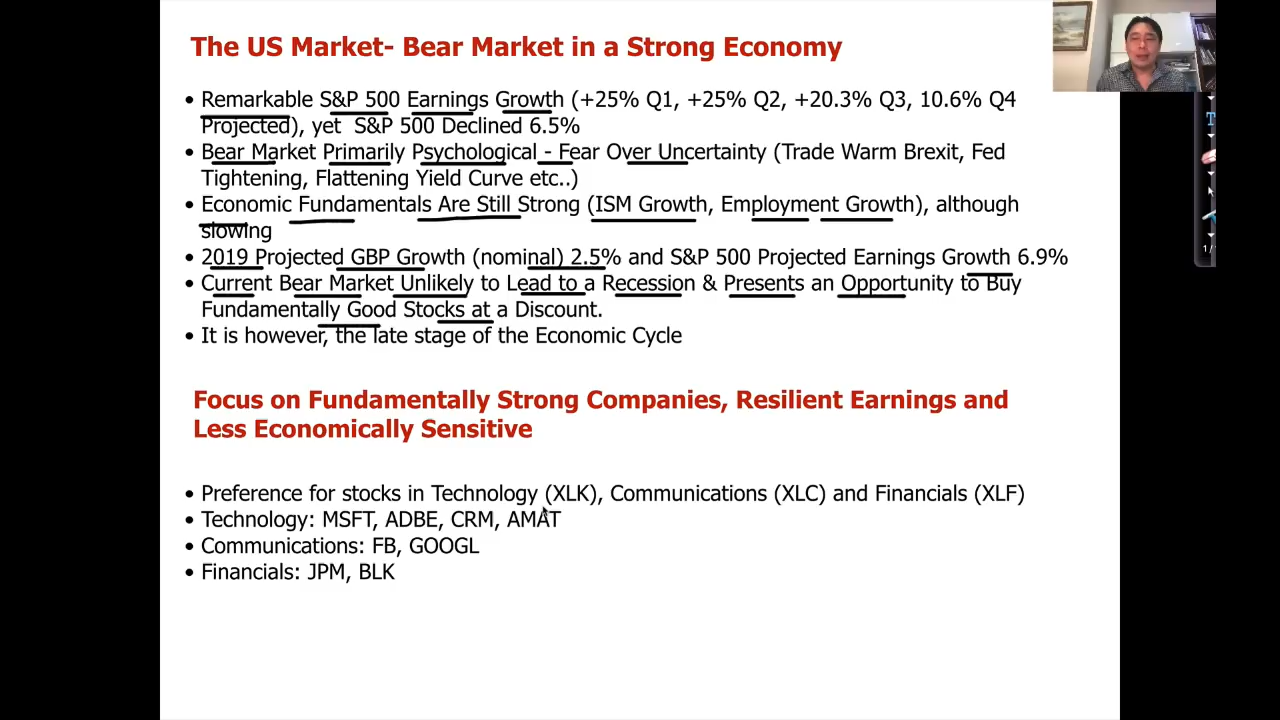 The US Market- Bear Market in a Strong Economy
• Remarkable S&P 500 Earnings Growth (+25% Q1, +25% Q2, +20.3% Q3, 10.6% Q4
Projected), yet S&P 500 Declined 6.5%
• Bear Market Primarily Psychological - Fear Over Uncertainty (Trade Warm Brexit, Fed
Tightening, Flattening Yield Curve etc..)
• Economic Fundamentals Are Still Strong (ISM Growth, Employment Growth), although
slowing
• 2019 Projected GBP Growth (nominal) 2.5% and S&P 500 Projected Earnings Growth 6.9%
• Current Bear Market Unlikely to Lead to a Recession & Presents an Opportunity to Buy
Fundamentally Good Stocks at a Discount.
• It is however, the late stage of the Economic Cycle
Focus on Fundamentally Strong Companies, Resilient Earnings and
Less Economically Sensitive
• Preference for stocks in Technology (XLK), Communications (XLC) and Financials (XLF)
• Technology: MSFT, ADBE, CRM, AMAT
• Communications: FB, GOOGL
• Financials: JPM, BLK